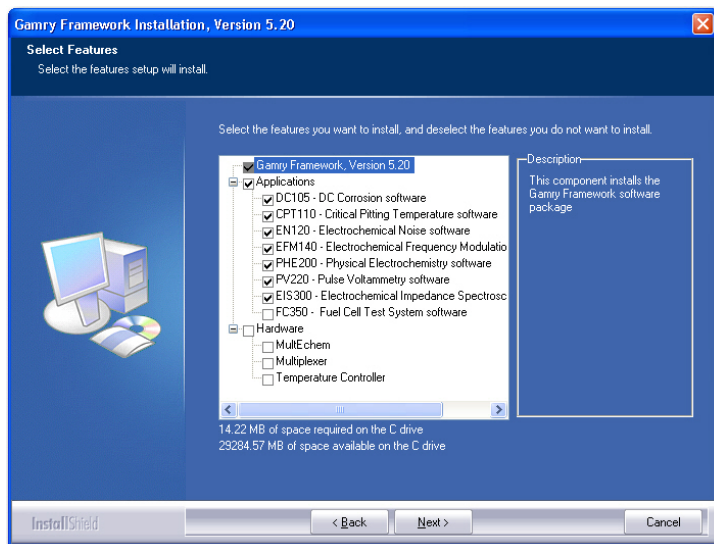 Gamry Framework Installation, Version 5.20
Select Features
Select the features setup will install.
Select the features you want to install, and deselect the features you do not want to install.
Gamry Framework, Version 5.20
Applications
DC105 - DC Corrosion software
CPT110 - Critical Pitting Temperature software
EN120 - Electrochemical Noise software
EFM140 - Electrochemical Frequency Modulatio
PHE200 - Physical Electrochemistry software
PV220 - Pulse Voltammetry software
EIS300 - Electrochemical Impedance Spectrosc
FC350 - Fuel Cell Test System software
Hardware
MultEchem
Multiplexer
Temperature Controller
Description
This component installs the
Gamry Framework software
package
14.22 MB of space required on the C drive
29284.57 MB of space available on the C drive
InstallShield
< Back
Next >
Cancel